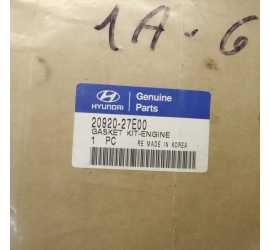 1A-6
HYUNDAI
Genuine
Parts
20920-27E00
GASKET KIT-ENGINE
1 PC RE MADE IN KOREA